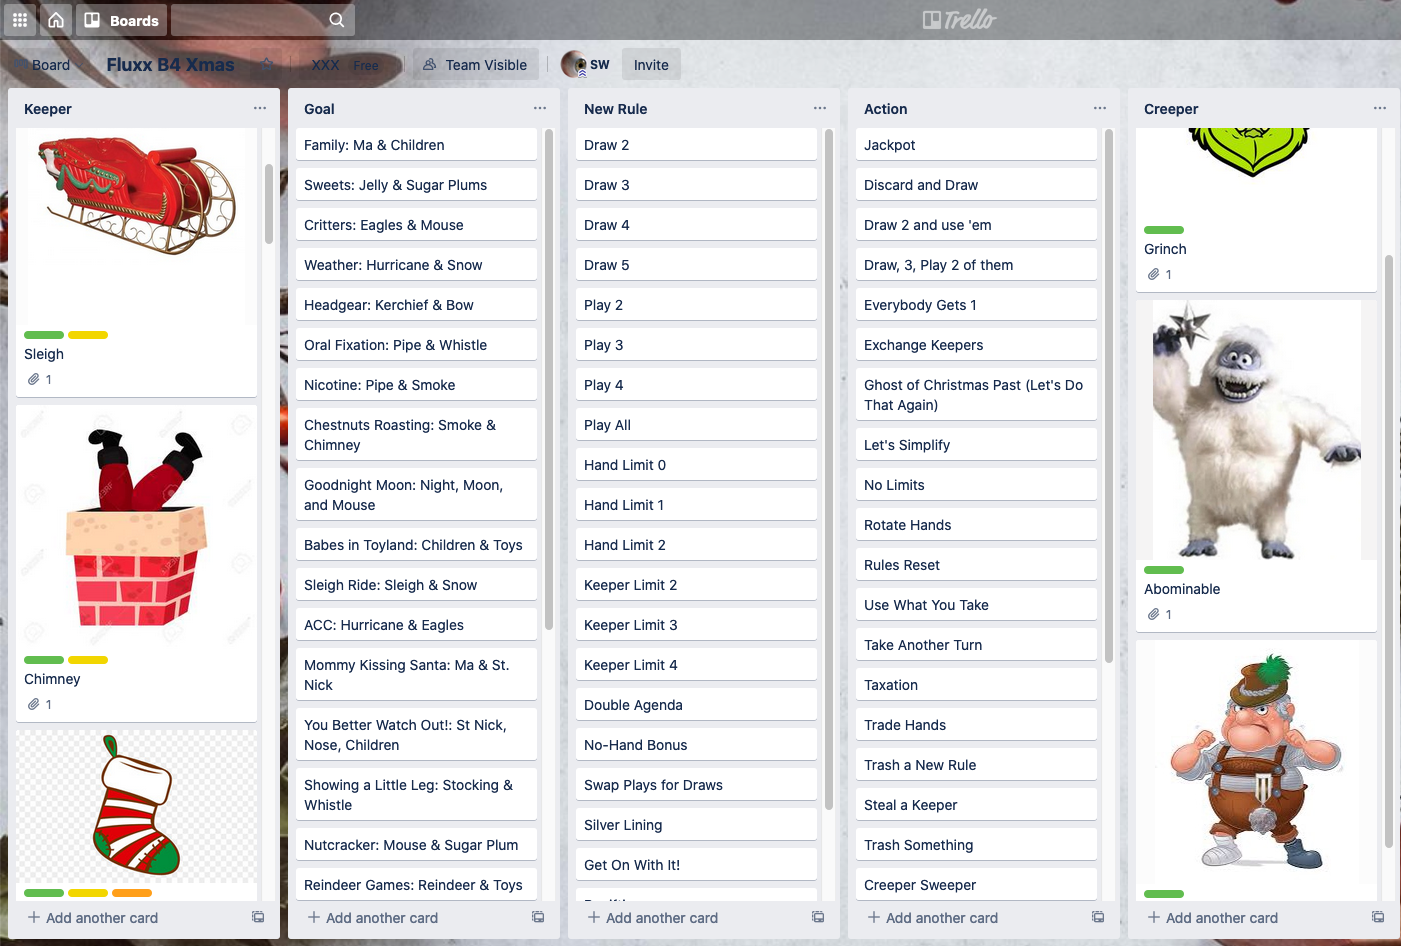 Boards
Trello
Board
Fluxx B4 Xmas
XXX Free
Team Visible
SW
Invite
Keeper
Sleigh
1
Chimney
1
Add another card
Goal
Family: Ma & Children
Sweets: Jelly & Sugar Plums
Critters: Eagles & Mouse
Weather: Hurricane & Snow
Headgear: Kerchief & Bow
Oral Fixation: Pipe & Whistle
Nicotine: Pipe & Smoke
Chestnuts Roasting: Smoke &
Chimney
Goodnight Moon: Night, Moon,
and Mouse
Babes in Toyland: Children & Toys
Sleigh Ride: Sleigh & Snow
ACC: Hurricane & Eagles
Mommy Kissing Santa: Ma & St.
Nick
You Better Watch Out!: St Nick,
Nose, Children
Showing a Little Leg: Stocking &
Whistle
Nutcracker: Mouse & Sugar Plum
Reindeer Games: Reindeer & Toys
Add another card
New Rule
Draw 2
Draw 3
Draw 4
Draw 5
Play 2
Play 3
Play 4
Play All
Hand Limit 0
Hand Limit 1
Hand Limit 2
Keeper Limit 2
Keeper Limit 3
Keeper Limit 4
Double Agenda
No-Hand Bonus
Swap Plays for Draws
Silver Lining
Get On With It!
Add another card
Action
Jackpot
Discard and Draw
Draw 2 and use 'em
Draw, 3, Play 2 of them
Everybody Gets 1
Exchange Keepers
Ghost of Christmas Past (Let's Do
That Again)
Let's Simplify
No Limits
Rotate Hands
Rules Reset
Use What You Take
Take Another Turn
Taxation
Trade Hands
Trash a New Rule
Steal a Keeper
Trash Something
Creeper Sweeper
Add another card
Creeper
Grinch
1
Abominable
1
Add another card